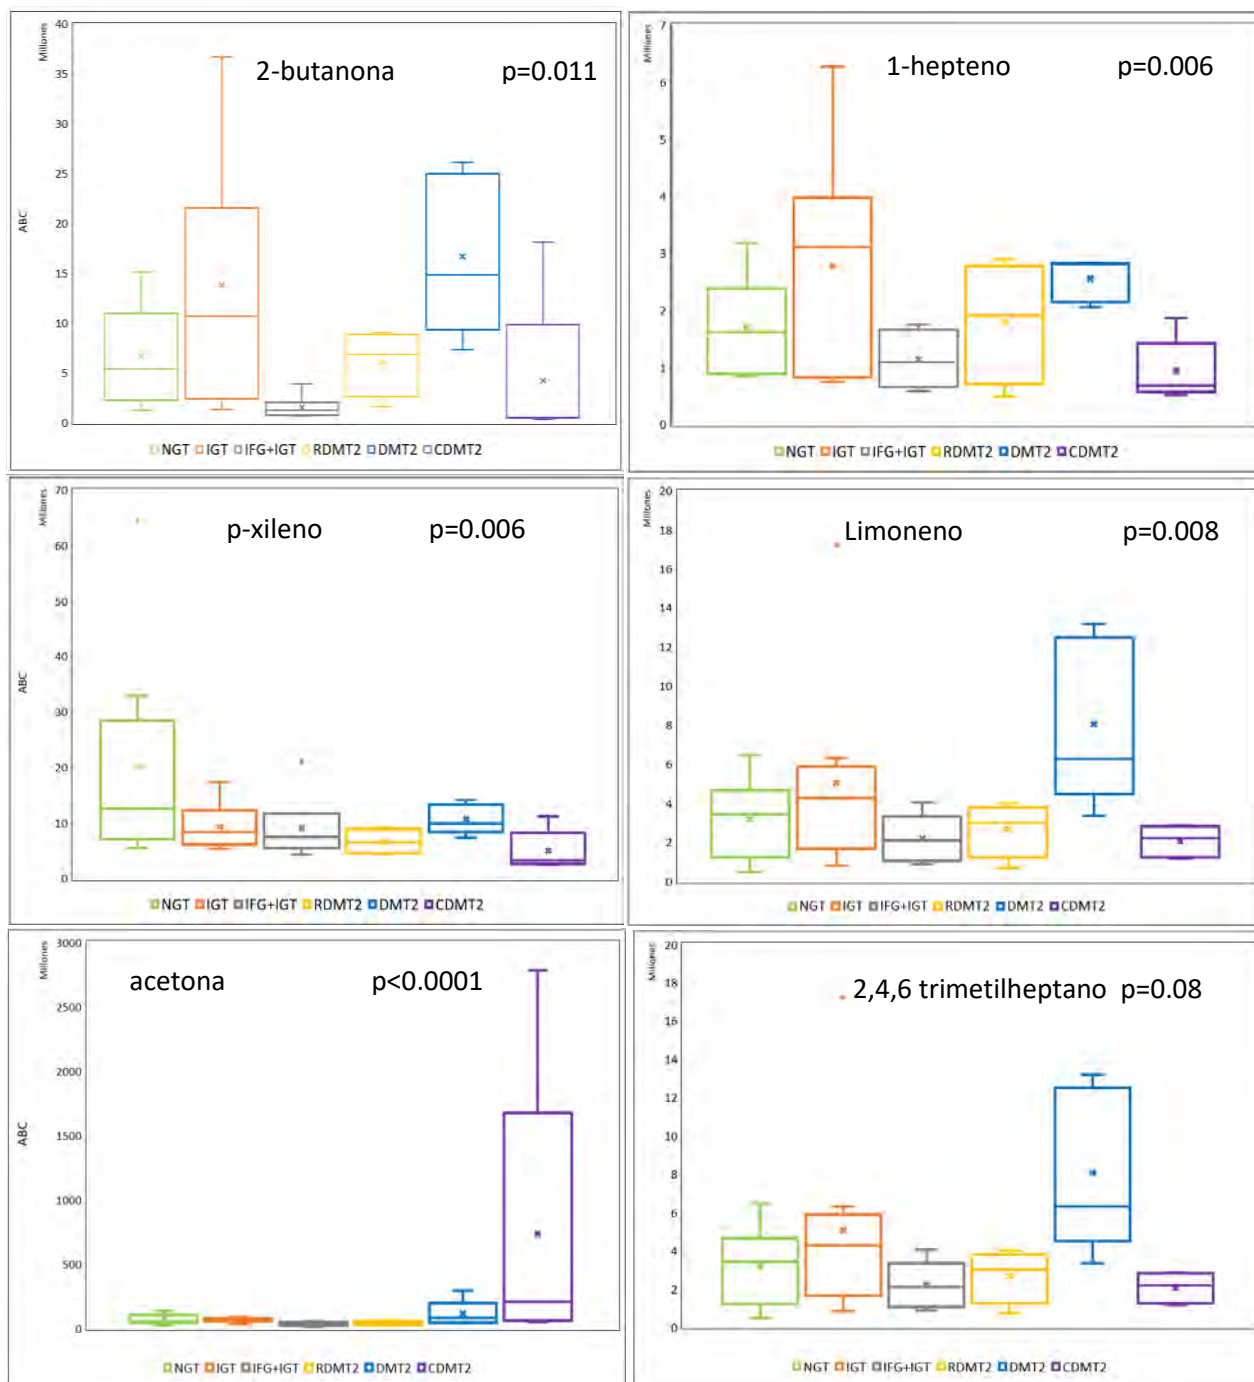 Millones
2-butanona p=0.011
40
35
30
25
20
15
10
5
0
ABC
NGT IGT IFG+IGT RDMT2 DMT2 CDMT2
Millones
1-hepteno p=0.006
7
6
5
4
3
2
1
0
NGT IGT IFG+IGT RDMT2 DMT2 CDMT2
Millones
p-xileno p=0.006
70
60
50
40
30
20
10
0
ABC
NGT IGT IFG+IGT RDMT2 DMT2 CDMT2
Millones
Limoneno p=0.008
20
18
16
14
12
10
8
6
4
2
0
NGT IGT IFG+IGT RDMT2 DMT2 CDMT2
Millones
acetona p<0.0001
3000
2500
2000
1500
1000
500
0
ABC
NGT IGT IFG+IGT RDMT2 DMT2 CDMT2
Millones
2,4,6 trimetilheptano p=0.08
20
18
16
14
12
10
8
6
4
2
0
NGT IGT IFG+IGT RDMT2 DMT2 CDMT2